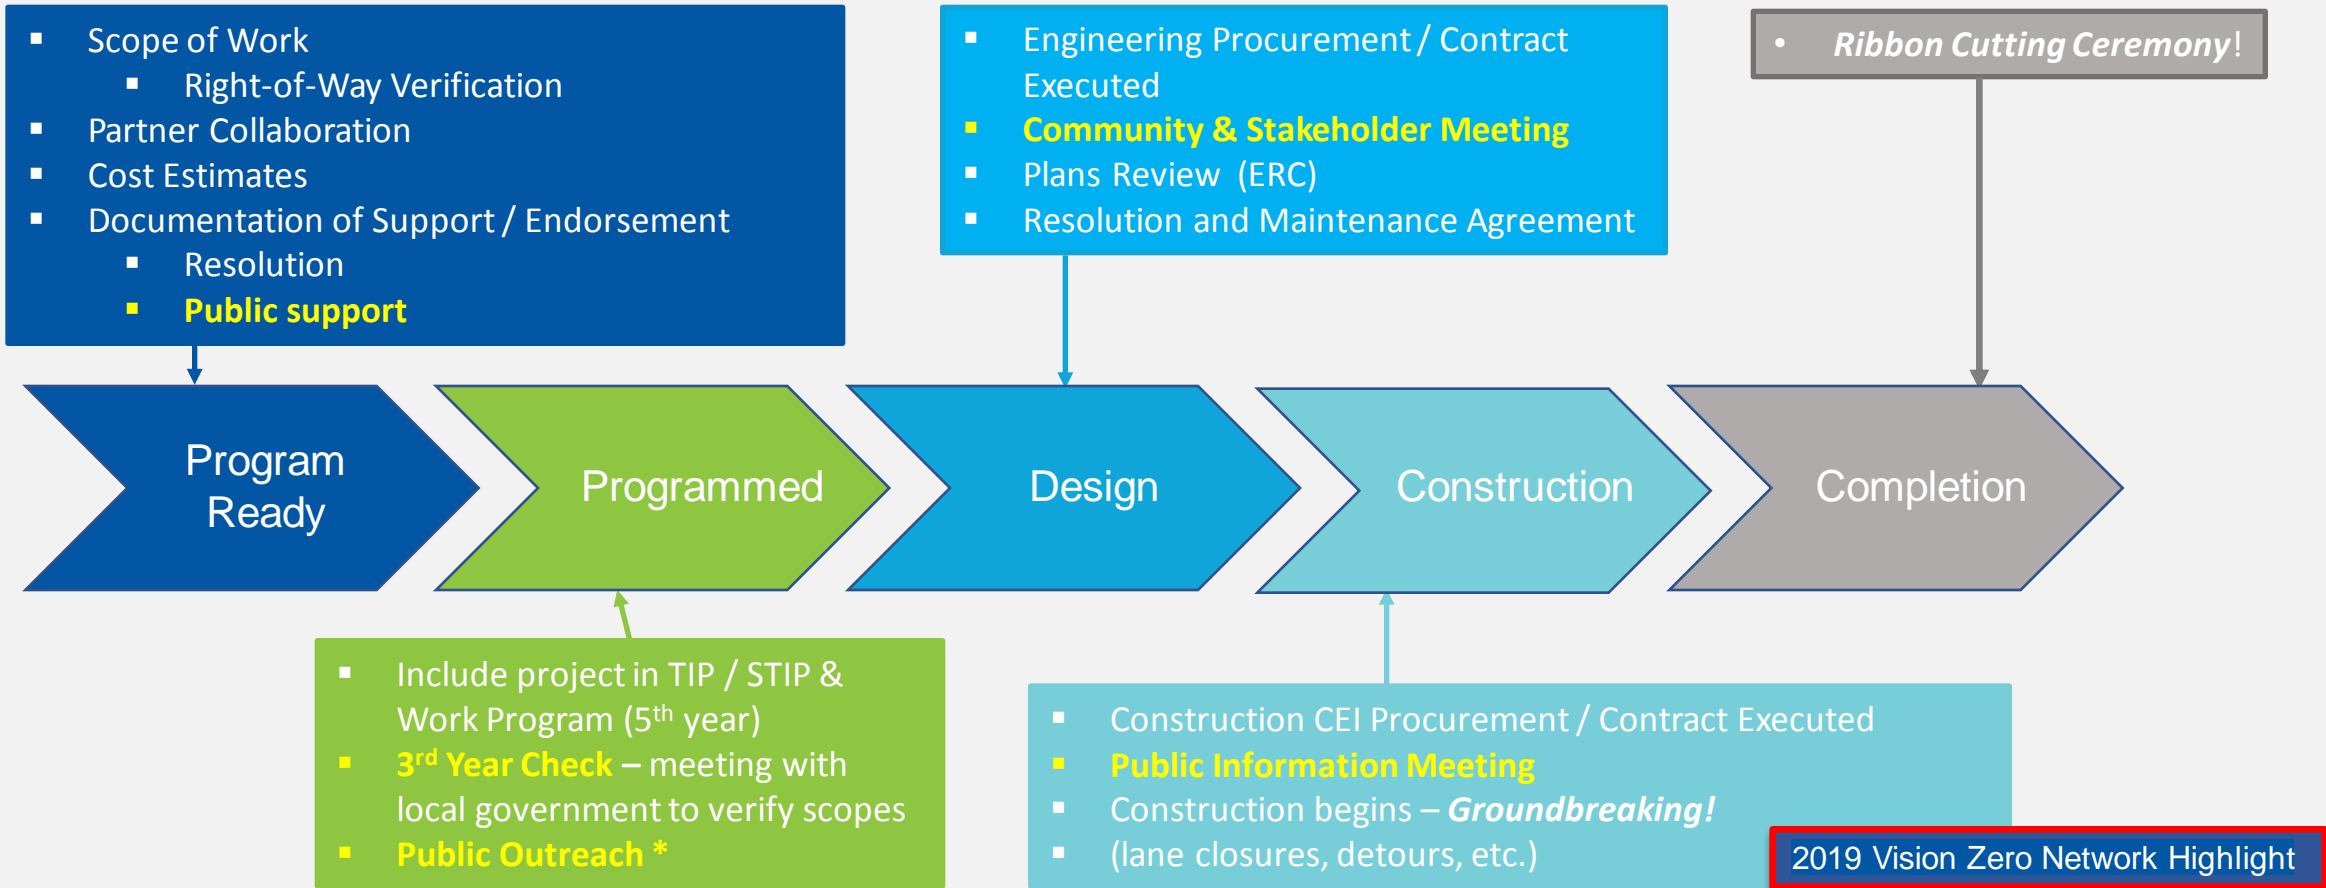 ▪ Scope of Work
▪ Right-of-Way Verification
▪ Partner Collaboration
▪ Cost Estimates
▪ Documentation of Support / Endorsement
▪ Resolution
▪ Public support
▪ Engineering Procurement / Contract
Executed
▪ Community & Stakeholder Meeting
▪ Plans Review (ERC)
▪ Resolution and Maintenance Agreement
• Ribbon Cutting Ceremony!
Program
Ready
Programmed
Design
Construction
Completion
▪ Include project in TIP / STIP &
Work Program (5th year)
▪ 3rd Year Check – meeting with
local government to verify scopes
▪ Public Outreach *
▪ Construction CEI Procurement / Contract Executed
▪ Public Information Meeting
▪ Construction begins – Groundbreaking!
▪ (lane closures, detours, etc.)
2019 Vision Zero Network Highlight